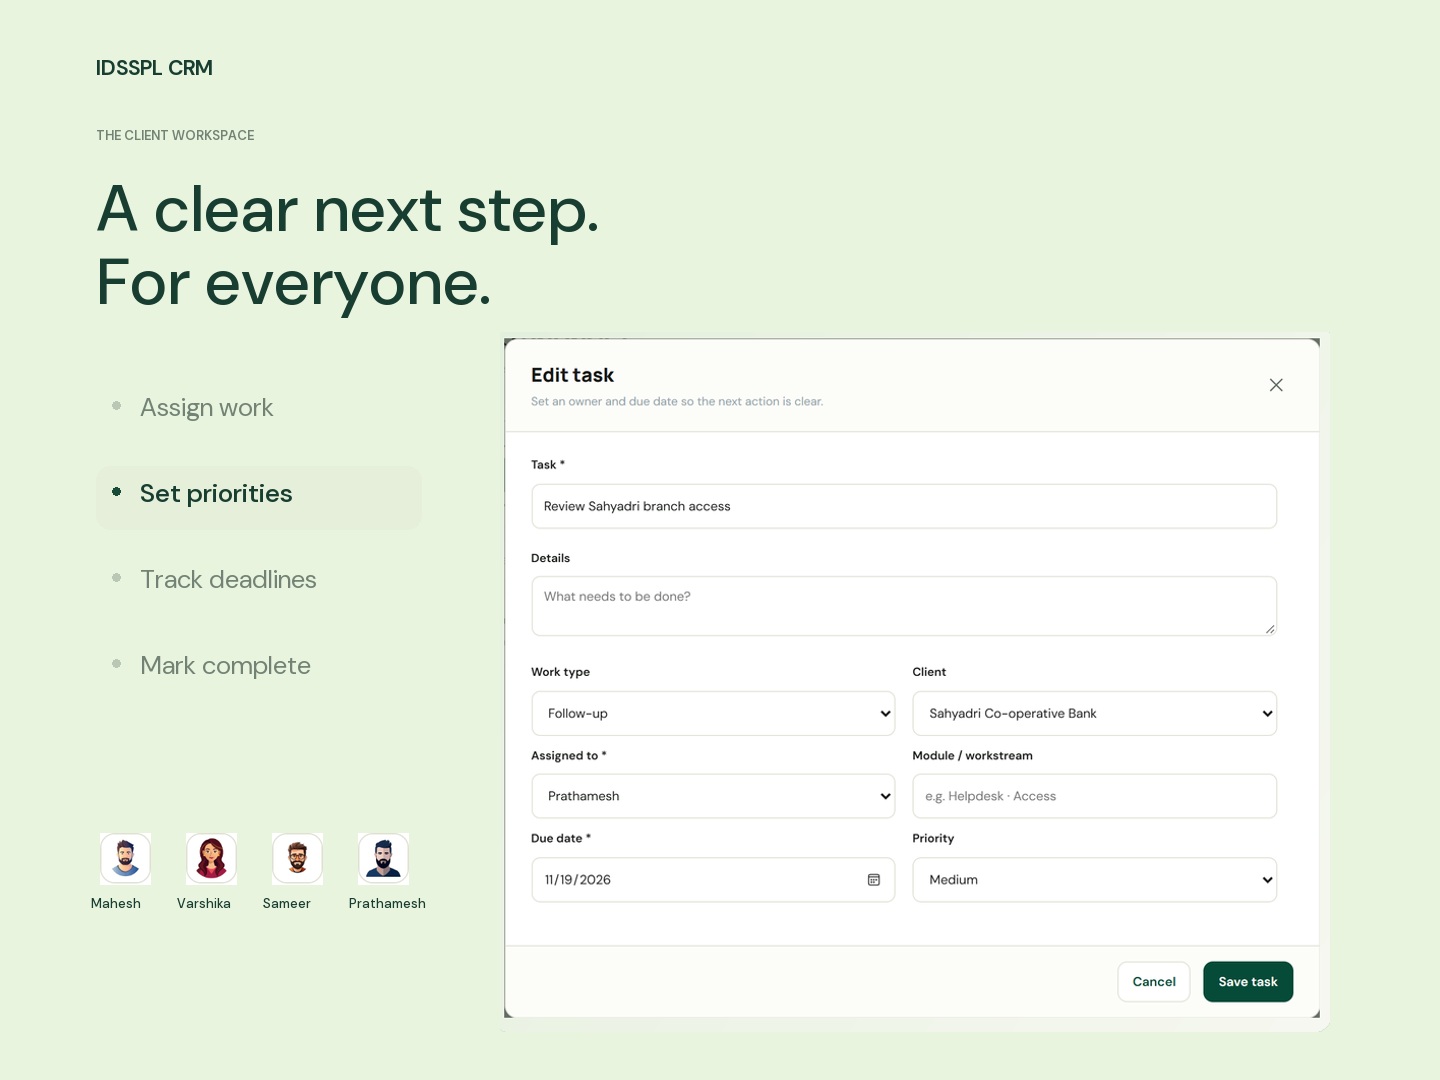 IDSSPL CRM
THE CLIENT WORKSPACE
A clear next step.
For everyone.
Assign work
Set priorities
Track deadlines
Mark complete
Mahesh
Varshika
Sameer
Prathamesh
Edit task
Set an owner and due date so the next action is clear.
Task *
Review Sahyadri branch access
Details
What needs to be done?
Work type
Client
Follow-up
Sahyadri Co-operative Bank
Assigned to *
Module / workstream
Prathamesh
e.g. Helpdesk · Access
Due date *
Priority
11/19/2026
Medium
Cancel
Save task